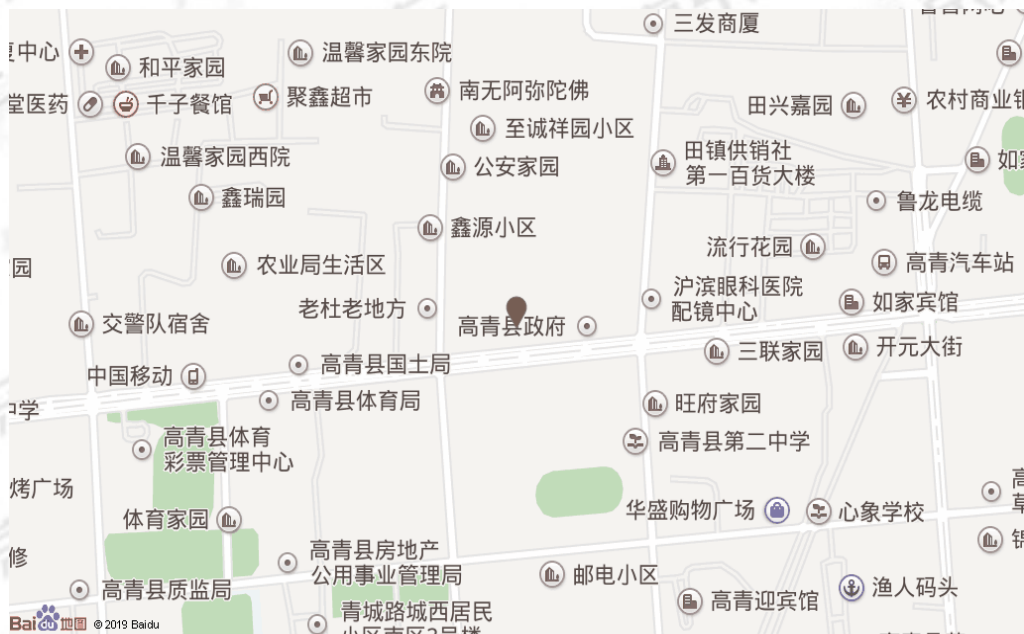 三发商厦
复中心
温馨家园东院
和平家园
南无阿弥陀佛
聚鑫超市
堂医药
千子餐馆
田兴嘉园
农村商业银
至诚祥园小区
温馨家园西院
公安家园
田镇供销社
第一百货大楼
如家
鑫瑞园
鲁龙电缆
鑫源小区
流行花园
农业局生活区
园
高青汽车站
沪滨眼科医院
配镜中心
老杜老地方
如家宾馆
交警队宿舍
高青县政府
三联家园
开元大街
高青县国土局
中国移动
高青县体育局
中学
旺府家园
高青县体育
彩票管理中心
高青县第二中学
烤广场
华盛购物广场
心象学校
体育家园
高青县房地产
公用事业管理局
修
邮电小区
高青县质监局
渔人码头
高青迎宾馆
青城路城西居民
Bai du 地图
© 2019 Baidu